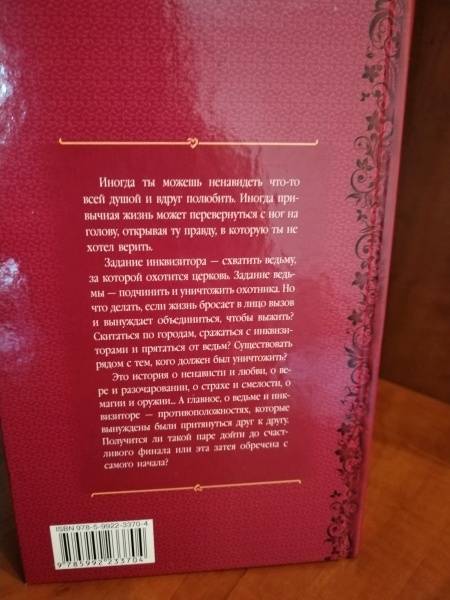 Иногда ты можешь ненавидеть что-то
всей душой и вдруг полюбить. Иногда при-
вычная жизнь может перевернуться с ног на
голову, открывая ту правду, в которую ты не
хотел верить.
Задание инквизитора — схватить ведьму,
за которой охотится церковь. Задание ведь-
мы — подчинить и уничтожить охотника. Но
что делать, если жизнь бросает в лицо вызов
и вынуждает объединиться, чтобы выжить?
Скитаться по городам, сражаться с инквизи-
торами и прятаться от ведьм? Существовать
рядом с тем, кого должен был уничтожить?
Это история о ненависти и любви, о ве-
ре и разочаровании, о страхе и смелости, о
магии и оружии... А главное, о ведьме и инк-
визиторе — противоположностях, которые
вынуждены были притянуться друг к другу.
Получится ли такой паре дойти до счаст-
ливого финала или эта затея обречена с
самого начала?
ISBN 978-5-9922-3370-4
9 785992 233704